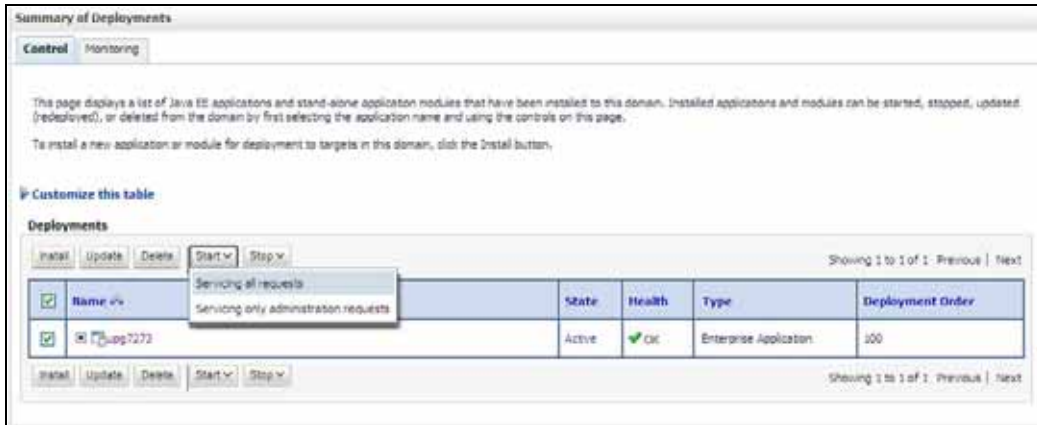 Summary of Deployments
Control Monitoring
This page displays a list of Java EE applications and stand-alone application modules that have been installed to this domain. Installed applications and modules can be started, stopped, updated
(redeployed), or deleted from the domain by first selecting the application name and using the controls on this page.
To install a new application or module for deployment to targets in this domain, click the Install button.
Customize this table
Deployments
Install Update Delete Start Stop Showing 1 to 1 of 1 Previous | Next
Servicing all requests
Name State Health Type Deployment Order
Servicing only administration requests
upg7273 Active OK Enterprise Application 100
Install Update Delete Start Stop Showing 1 to 1 of 1 Previous | Next